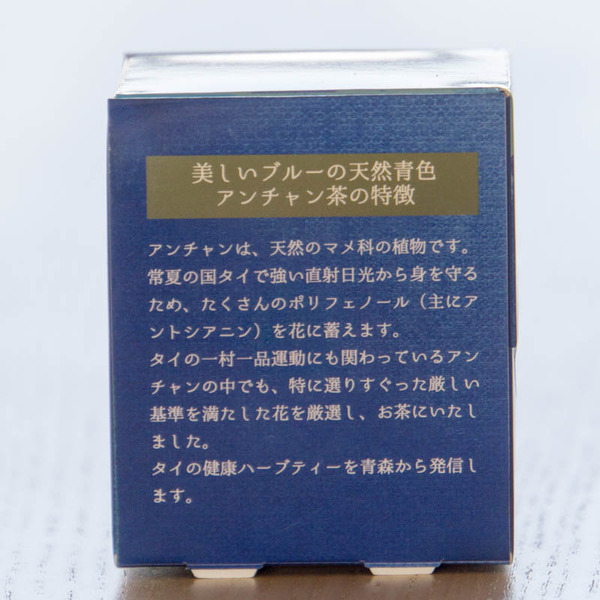 美しいブルーの天然青色
アンチャン茶の特徴
アンチャンは、天然のマメ科の植物です。
常夏の国タイで強い直射日光から身を守る
ため、たくさんのポリフェノール（主にア
ントシアニン）を花に蓄えます。
タイの一村一品運動にも関わっているアン
チャンの中でも、特に選りすぐった厳しい
基準を満たした花を厳選し、お茶にいたし
ました。
タイの健康ハーブティーを青森から発信し
ます。